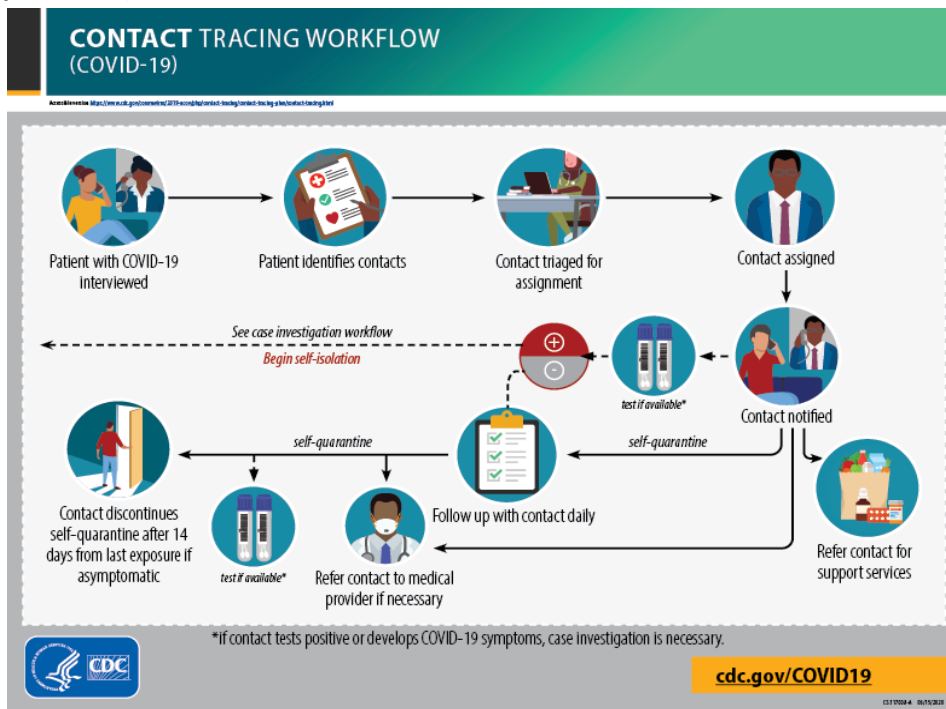 CONTACT TRACING WORKFLOW
(COVID-19)
Patient with COVID-19
interviewed
Patient identifies contacts
Contact triaged for
assignment
Contact assigned
See case investigation workflow
Begin self-isolation
test if available*
Contact notified
self-quarantine
self-quarantine
Contact discontinues
self-quarantine after 14
days from last exposure if
asymptomatic
test if available*
Refer contact to medical
provider if necessary
Follow up with contact daily
Refer contact for
support services
*if contact tests positive or develops COVID-19 symptoms, case investigation is necessary.
CDC
cdc.gov/COVID19